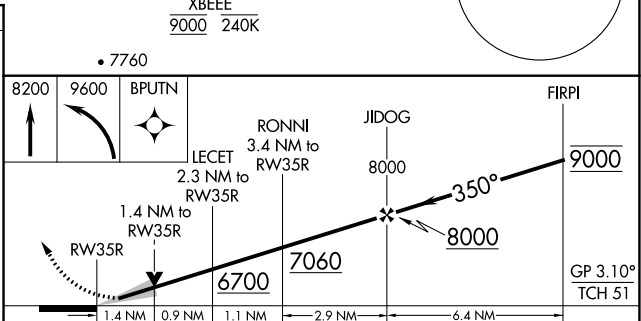 XBEEE
9000 240K
7760
8200 9600 BPUTN
FIRPI
JIDOG
RONNI
3.4 NM to
RW35R
LECET
2.3 NM to
RW35R
1.4 NM to
RW35R
RW35R
8000
9000
350°
8000
7060
6700
GP 3.10°
TCH 51
1.4 NM 0.9 NM 1.1 NM 2.9 NM 6.4 NM